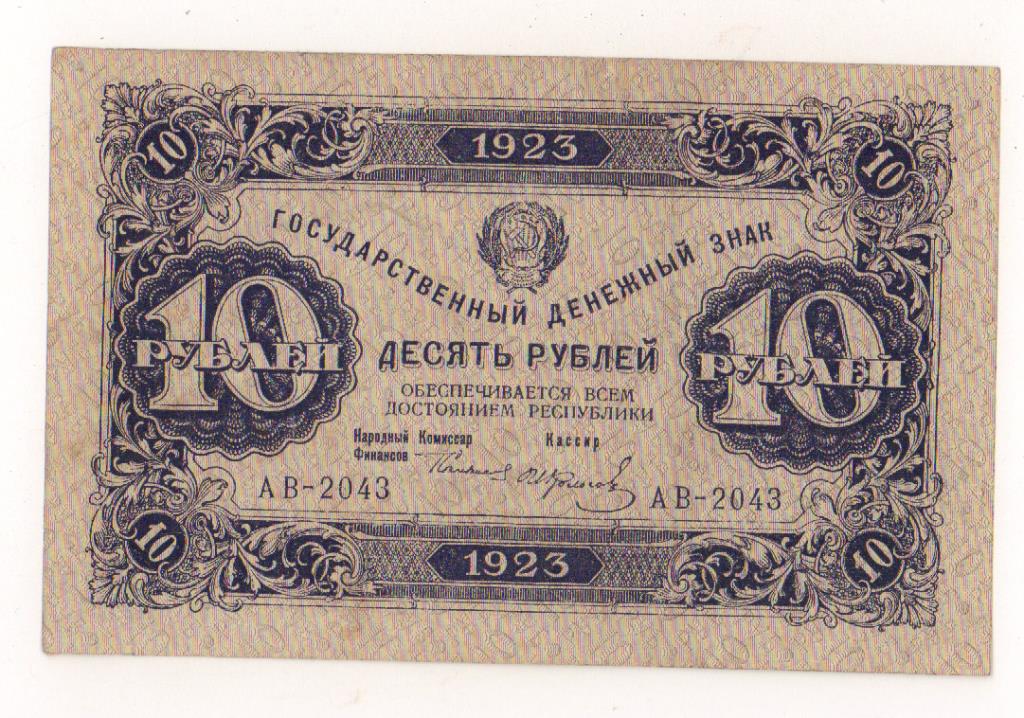 1923
10
10
ГОСУДАРСТВЕННЫЙ ДЕНЕЖНЫЙ ЗНАК
10
РУБЛЕЙ
10
РУБЛЕЙ
ДЕСЯТЬ РУБЛЕЙ
ОБЕСПЕЧИВАЕТСЯ ВСЕМ
ДОСТОЯНИЕМ РЕСПУБЛИКИ
Народный Комиссар
Финансов
Кассир
АВ-2043
АВ-2043
10
10
1923